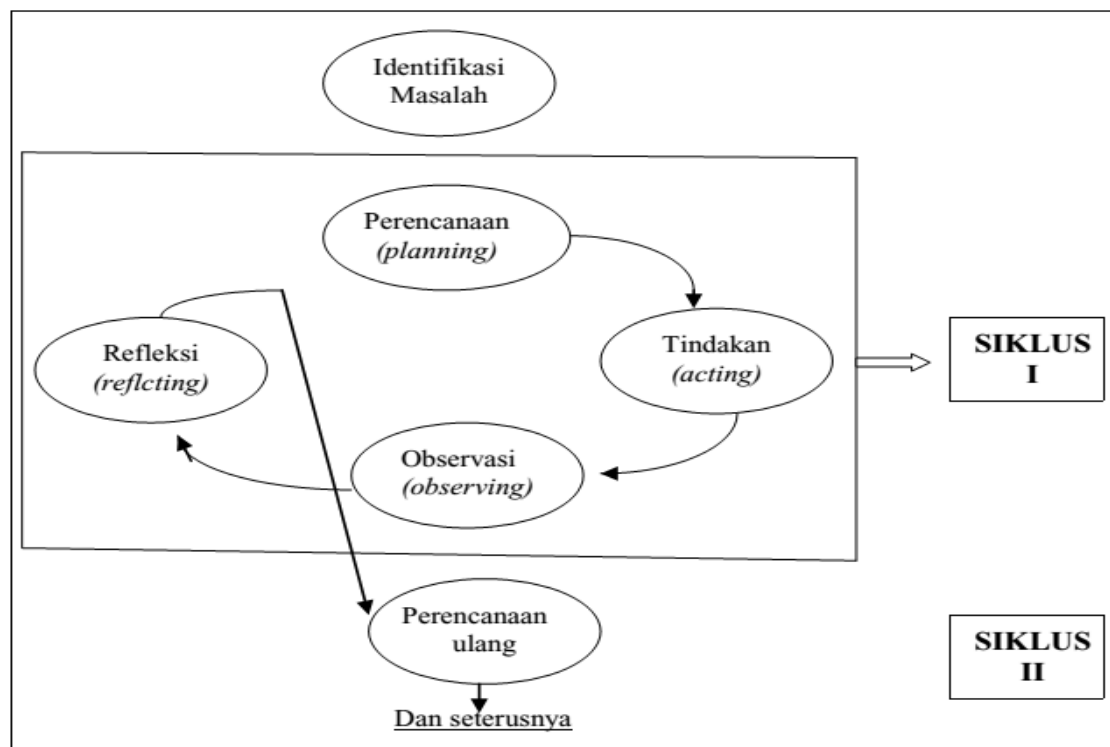 Identifikasi
Masalah
Perencanaan
(planning)
Refleksi
(reflcting)
Tindakan
(acting)
SIKLUS
I
Observasi
(observing)
Perencanaan
ulang
SIKLUS
II
Dan seterusnya